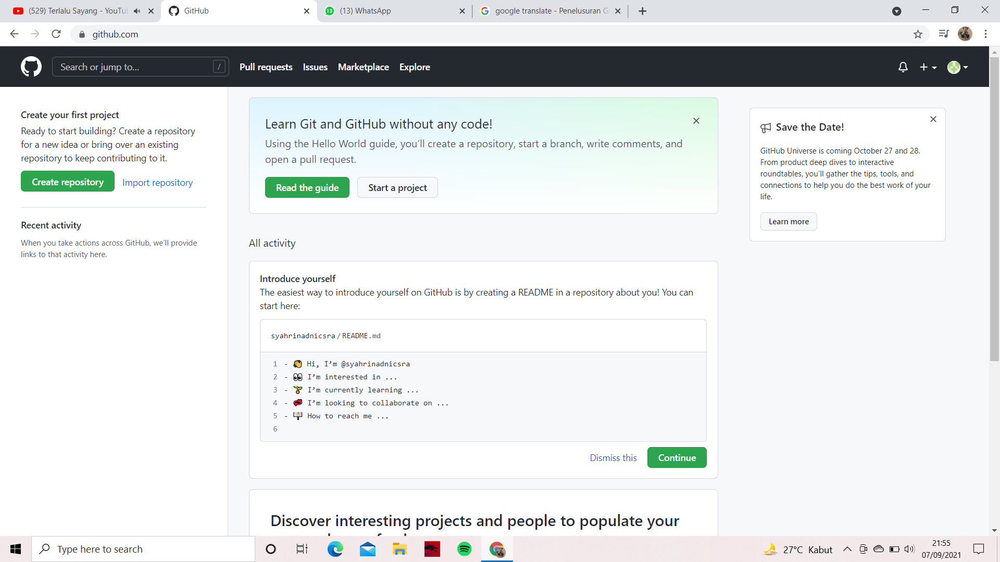 (529) Terlalu Sayang - YouTu
GitHub
(13) WhatsApp
google translate - Penelusuran G
github.com
Search or jump to...
/
Pull requests
Issues
Marketplace
Explore
Create your first project
Ready to start building? Create a repository
for a new idea or bring over an existing
repository to keep contributing to it.
Create repository
Import repository
Recent activity
When you take actions across GitHub, we’ll provide
links to that activity here.
Learn Git and GitHub without any code!
Using the Hello World guide, you’ll create a repository, start a branch, write comments, and
open a pull request.
Read the guide
Start a project
All activity
Introduce yourself
The easiest way to introduce yourself on GitHub is by creating a README in a repository about you! You can
start here:
syahrinadnicsra / README.md
1 - 👋 Hi, I’m @syahrinadnicsra
2 - 👀 I’m interested in ...
3 - 🌱 I’m currently learning ...
4 - 💞️ I’m looking to collaborate on ...
5 - 📫 How to reach me ...
6
Dismiss this
Continue
Discover interesting projects and people to populate your
Save the Date!
GitHub Universe is coming October 27 and 28.
From product deep dives to interactive
roundtables, you’ll gather the tips, tools, and
connections to help you do the best work of your
life.
Learn more
Type here to search
27°C Kabut
21:55
07/09/2021